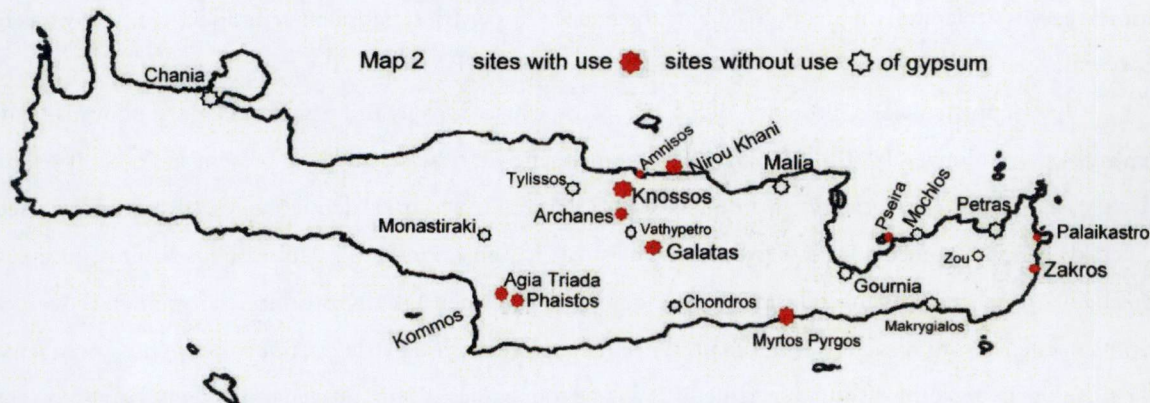 Map 2 sites with use sites without use of gypsum
Chania
Amnisos
Nirou Khani
Tylissos
Malia
Knossos
Archanes
Pseira
Mochlos
Petras
Monastiraki
Vathypetro
Palaikastro
Galatas
Zou
Zakros
Agia Triada
Gournia
Phaistos
Chondros
Makrygialos
Kommos
Myrtos Pyrgos